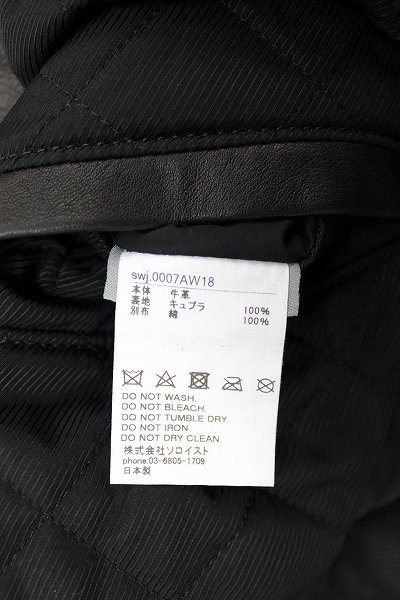 swj.0007AW18
本体 牛革
裏地 キュプラ 100%
別布 綿 100%
DO NOT WASH.
DO NOT BLEACH.
DO NOT TUMBLE DRY
DO NOT IRON.
DO NOT DRY CLEAN.
株式会社ソロイスト
phone.03-6805-1709
日本製